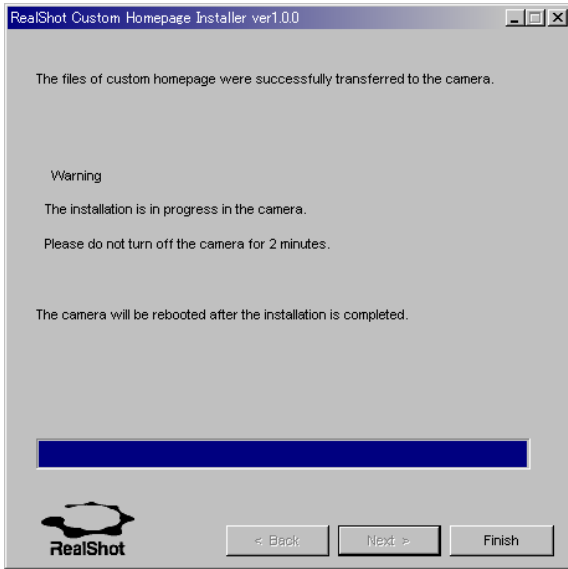 RealShot Custom Homepage Installer ver1.0.0
The files of custom homepage were successfully transferred to the camera.
Warning
The installation is in progress in the camera.
Please do not turn off the camera for 2 minutes.
The camera will be rebooted after the installation is completed.
RealShot
< Back
Next >
Finish